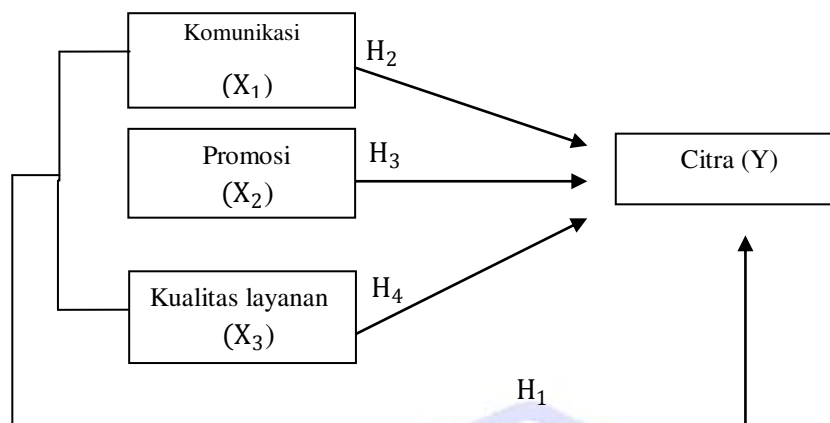 Komunikasi
(X₁)
H₂
Promosi
(X₂)
H₃
Citra (Y)
Kualitas layanan
(X₃)
H₄
H₁